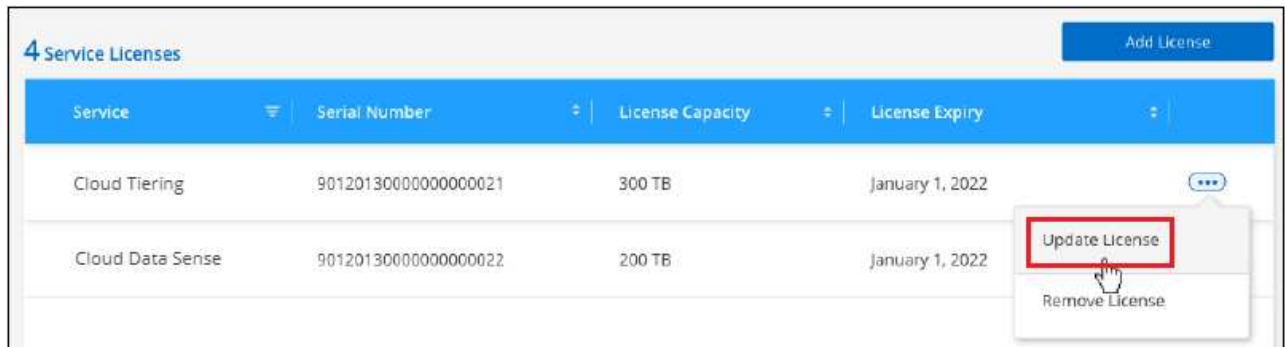 4 Service Licenses
Add License
Service Serial Number License Capacity License Expiry
Cloud Tiering 90120130000000000021 300 TB January 1, 2022
Update License
Cloud Data Sense 90120130000000000022 200 TB January 1, 2022
Remove License